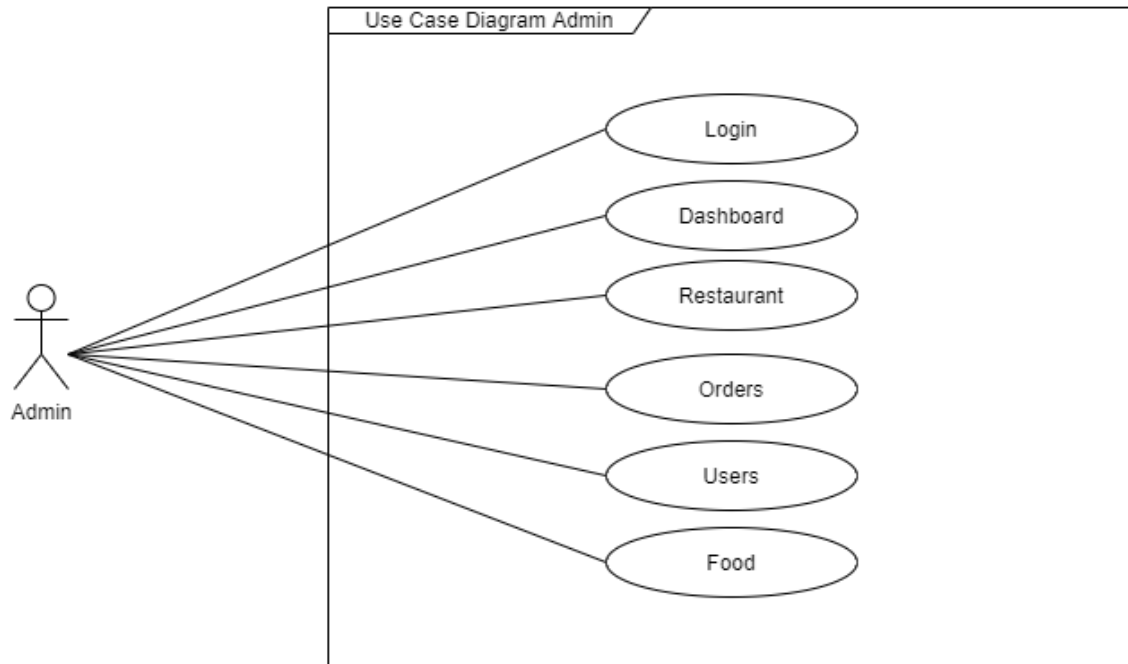 Use Case Diagram Admin
Login
Dashboard
Restaurant
Orders
Users
Food
Admin